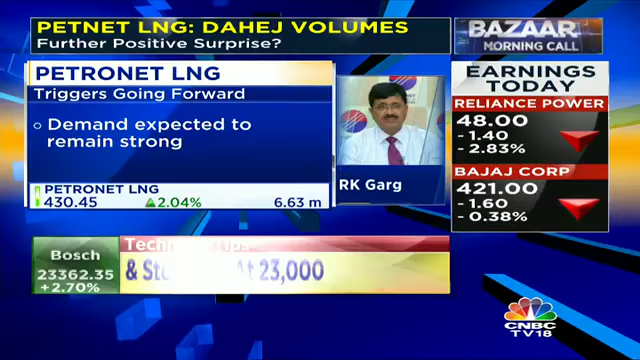 PETNET LNG: DAHEJ VOLUMES
Further Positive Surprise?
BAZAAR
MORNING CALL
PETRONET LNG
Triggers Going Forward
Demand expected to
remain strong
PETRONET LNG
430.45 2.04% 6.63 m
RK Garg
EARNINGS
TODAY
RELIANCE POWER
48.00
- 1.40
- 2.83%
BAJAJ CORP
421.00
- 1.60
- 0.38%
Bosch
23362.35
+2.70%
Tips
& At 23,000
CNBC
TV18